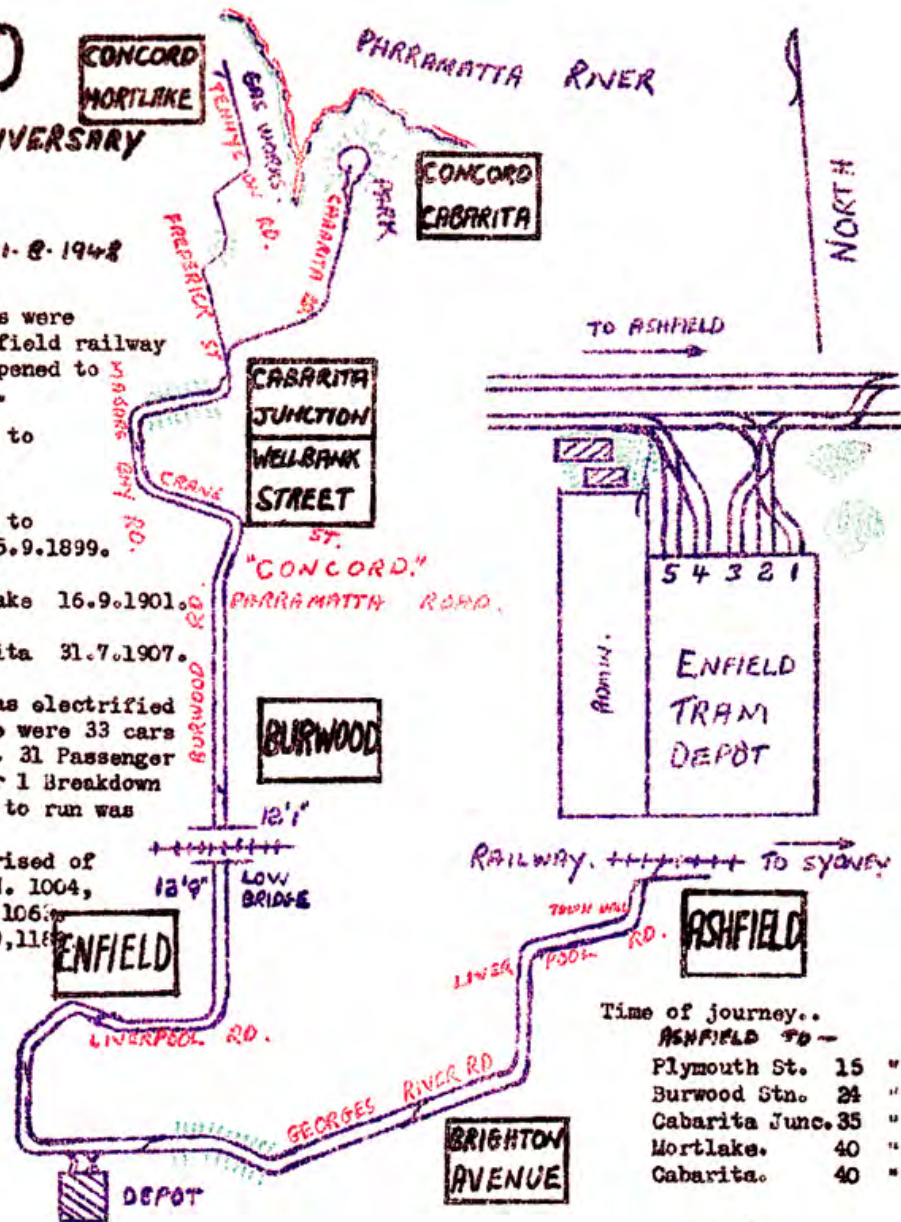 CONCORD
MORTLAKE
PARRAMATTA RIVER
GAS WORKS.
TENNYSON RD.
IVERSARY
CONCORD
CABARITA
PARK
CABARITA RD.
NORTH
1948
FREDERICK ST
s were
field railway
pened to
TO ASHFIELD
CABARITA
JUNCTION
WELLBANK
STREET
to
MAJORS BAY RD.
CRANE ST.
to
5.9.1899.
"CONCORD."
PARRAMATTA ROAD.
ake 16.9.1901.
ita 31.7.1907.
5 4 3 2 1
ADMIN.
ENFIELD
TRAM
DEPOT
as electrified
e were 33 cars
. 31 Passenger
r 1 Breakdown
to run was
BURWOOD RD.
BURWOOD
12'1"
12'9" LOW
BRIDGE
RAILWAY. TO SYDNEY
rised of
1004,
106
,118
ENFIELD
TOWN HALL
LIVERPOOL RD.
ASHFIELD
LIVERPOOL RD.
Time of journey..
ASHFIELD TO -
Plymouth St. 15 "
Burwood Stn. 24 "
Cabarita Junc. 35 "
Mortlake. 40 "
Cabarita. 40 "
GEORGES RIVER RD
BRIGHTON
AVENUE
DEPOT